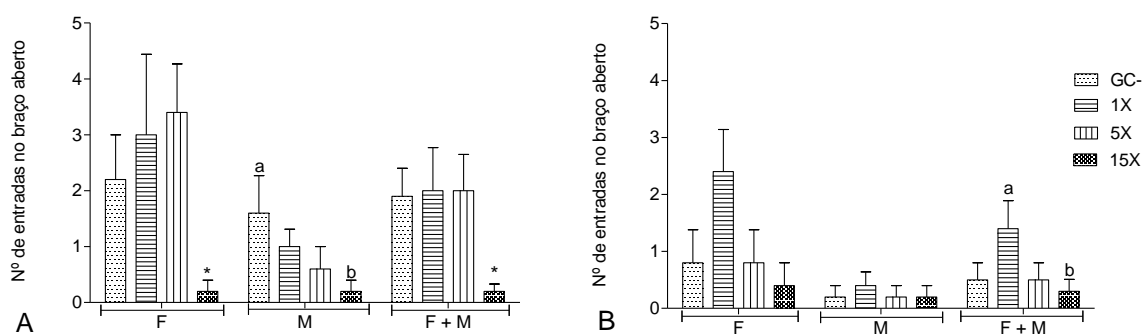 Nº de entradas no braço aberto
5
4
3
2
1
0
*
a
b
*
F
M
F + M
A
Nº de entradas no braço aberto
5
4
3
2
1
0
a
b
F
M
F + M
B
GC-
1X
5X
15X